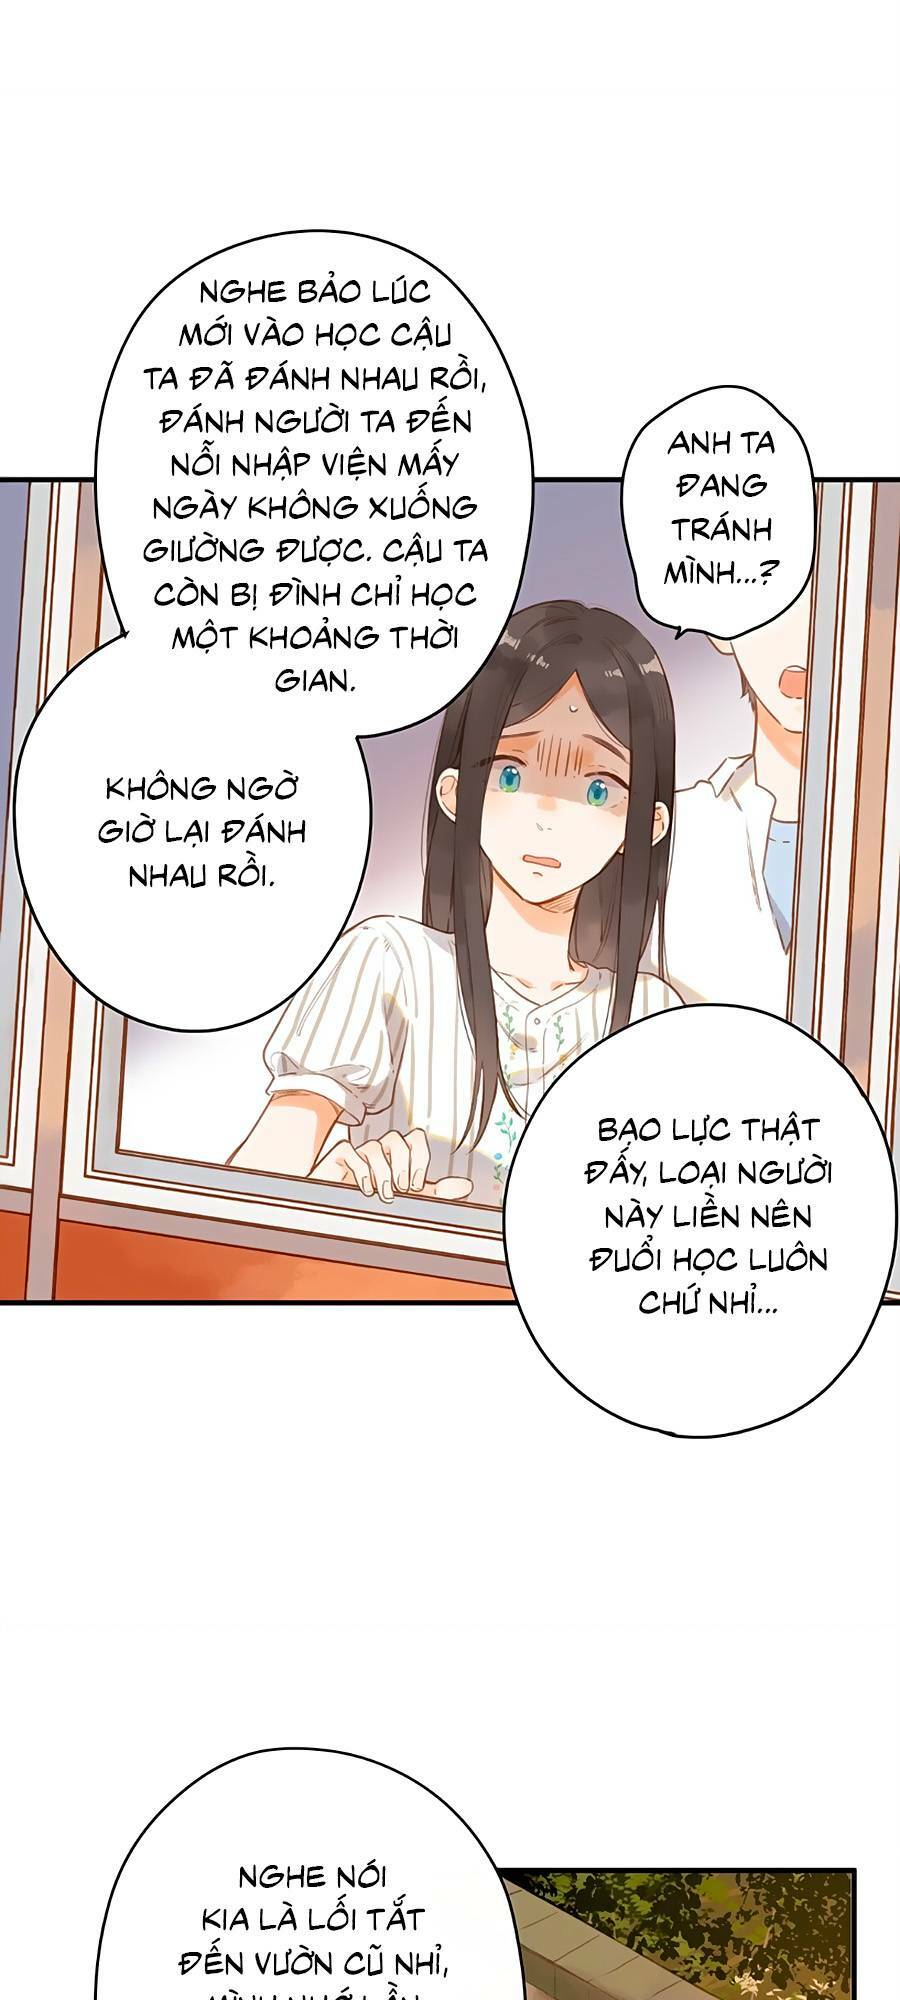 NGHE BẢO LÚC
MỚI VÀO HỌC CẬU
TA ĐÃ ĐÁNH NHAU RỒI,
ĐÁNH NGƯỜI TA ĐẾN
NỖI NHẬP VIỆN MẤY
NGÀY KHÔNG XUỐNG
GIƯỜNG ĐƯỢC. CẬU TA
CÒN BỊ ĐÌNH CHỈ HỌC
MỘT KHOẢNG THỜI
GIAN.
KHÔNG NGỜ
GIỜ LẠI ĐÁNH
NHAU RỒI.
ANH TA
ĐANG
TRÁNH
MÌNH...?
BẠO LỰC THẬT
ĐẤY, LOẠI NGƯỜI
NÀY LIỀN NÊN
ĐUỔI HỌC LUÔN
CHỨ NHỈ...
NGHE NÓI
KIA LÀ LỐI TẮT
ĐẾN VƯỜN CŨ NHỈ,